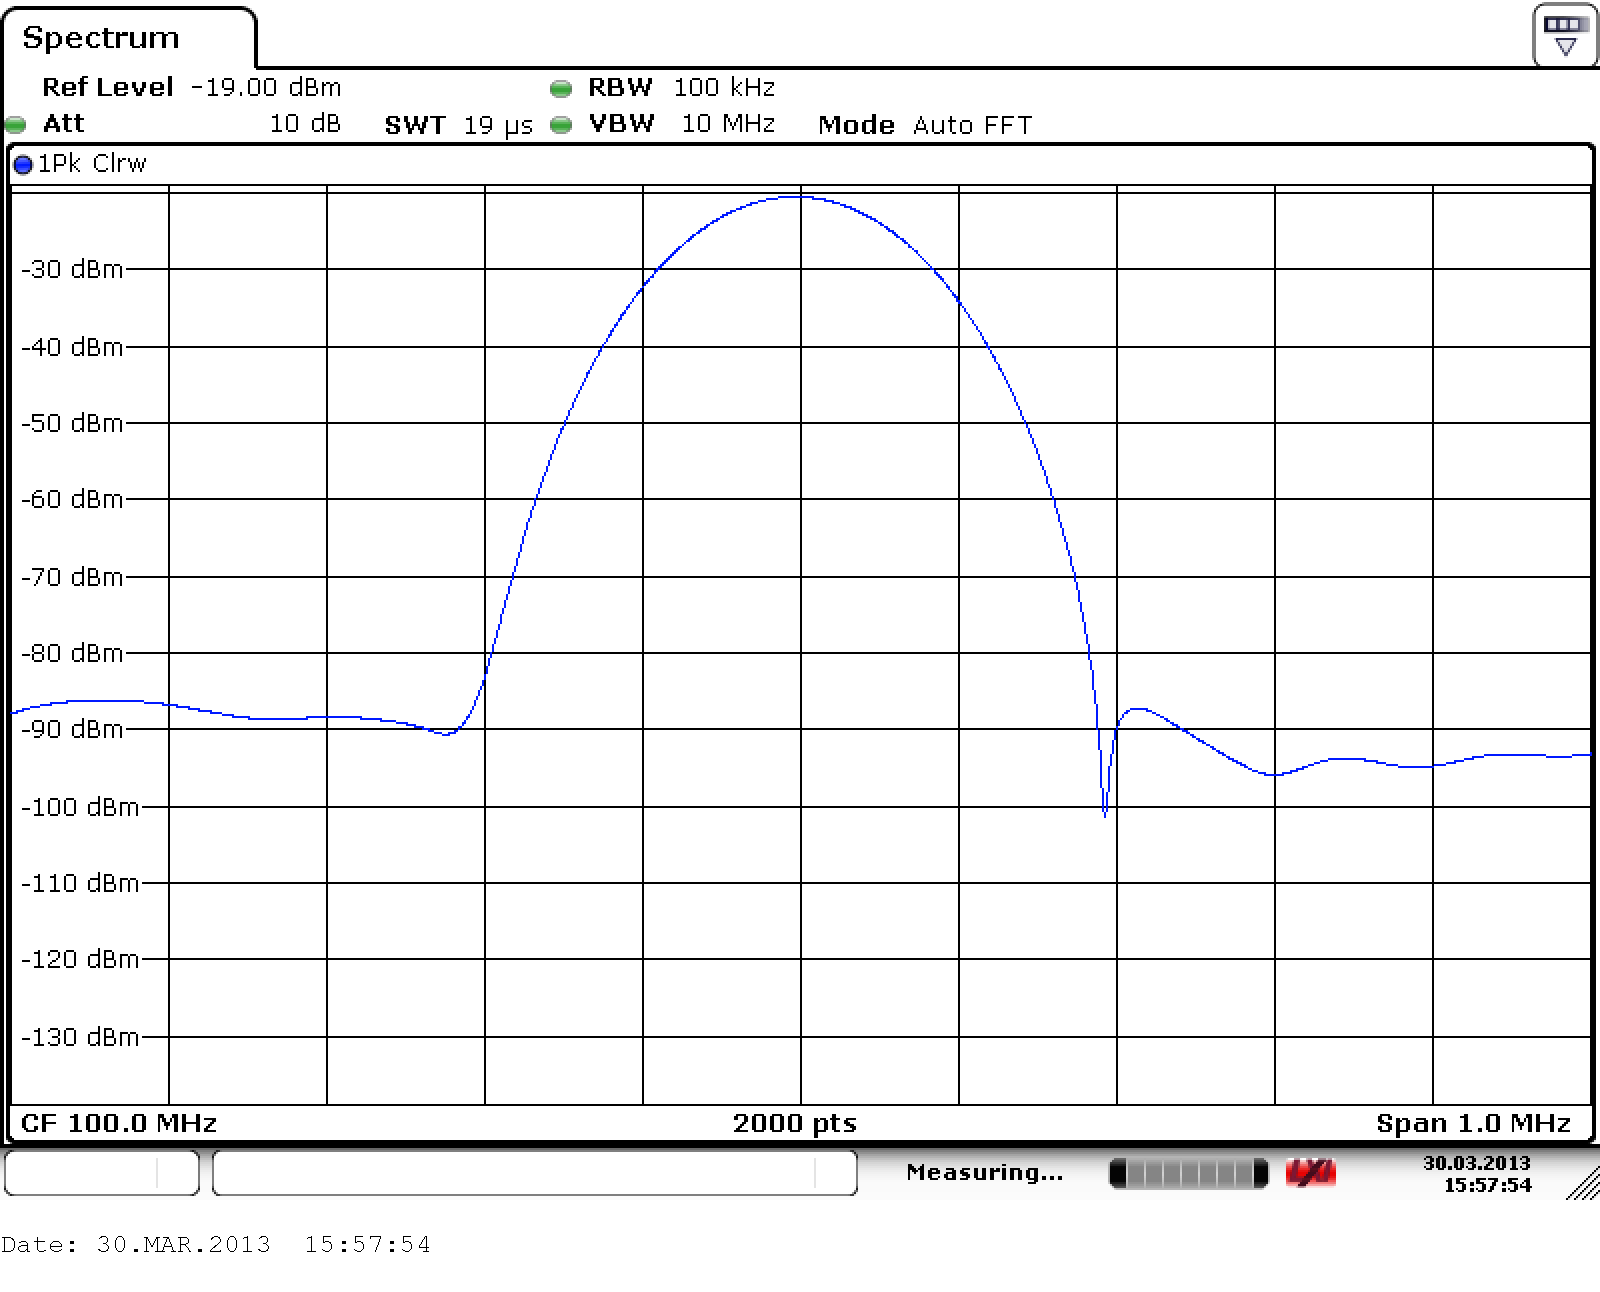 Spectrum
Ref Level -19.00 dBm RBW 100 kHz
Att 10 dB SWT 19 µs VBW 10 MHz Mode Auto FFT
1Pk Clrw
-30 dBm
-40 dBm
-50 dBm
-60 dBm
-70 dBm
-80 dBm
-90 dBm
-100 dBm
-110 dBm
-120 dBm
-130 dBm
CF 100.0 MHz 2000 pts Span 1.0 MHz
Measuring... LXI 30.03.2013
15:57:54
Date: 30.MAR.2013 15:57:54